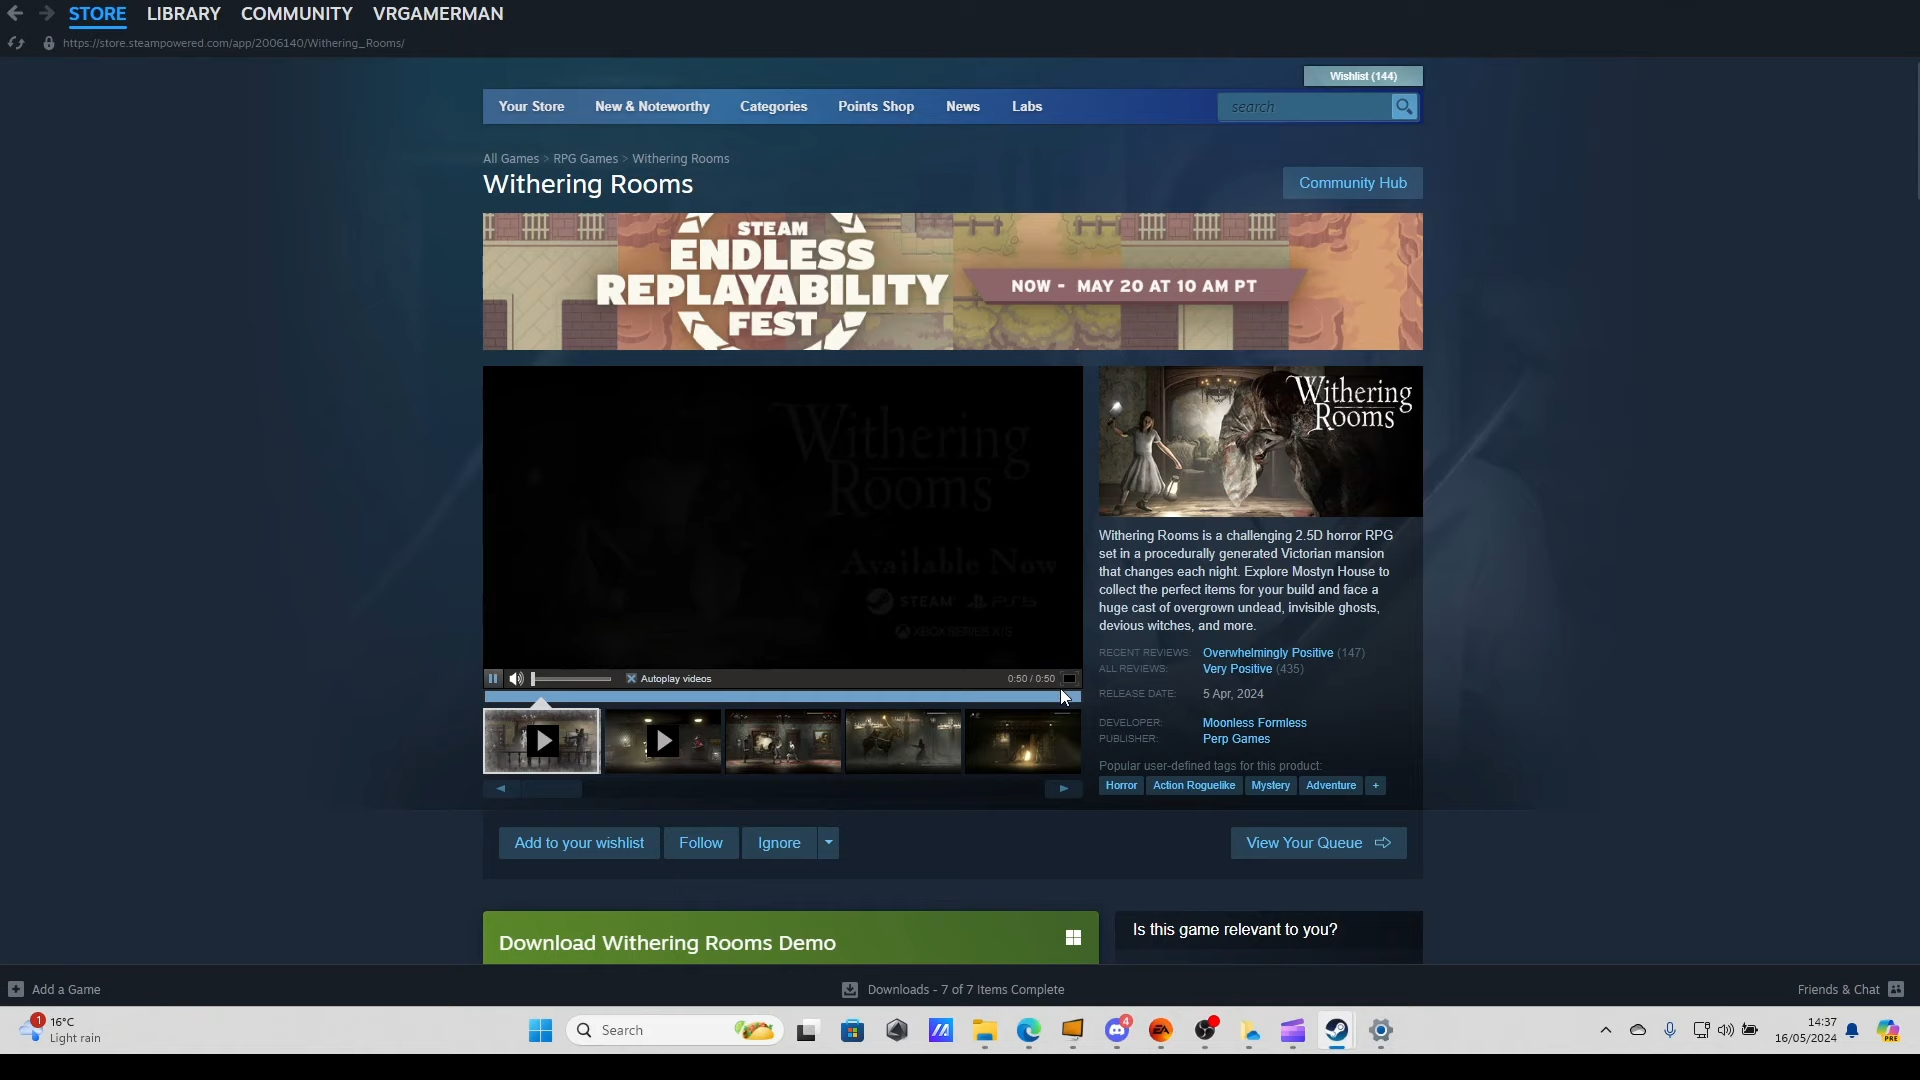 STORE LIBRARY COMMUNITY VRGAMERMAN
https://store.steampowered.com/app/2006140/Withering_Rooms/
Wishlist (144)
Your Store New & Noteworthy Categories Points Shop News Labs search
All Games > RPG Games > Withering Rooms
Withering Rooms
Community Hub
STEAM
ENDLESS
REPLAYABILITY
FEST
NOW - MAY 20 AT 10 AM PT
Withering
Rooms
Available Now
STEAM PS5
XBOX SERIES X|S
Autoplay videos 0:50 / 0:50
Withering
Rooms
Withering Rooms is a challenging 2.5D horror RPG
set in a procedurally generated Victorian mansion
that changes each night. Explore Mostyn House to
collect the perfect items for your build and face a
huge cast of overgrown undead, invisible ghosts,
devious witches, and more.
RECENT REVIEWS: Overwhelmingly Positive (147)
ALL REVIEWS: Very Positive (435)
RELEASE DATE: 5 Apr, 2024
DEVELOPER: Moonless Formless
PUBLISHER: Perp Games
Popular user-defined tags for this product:
Horror Action Roguelike Mystery Adventure +
Add to your wishlist Follow Ignore View Your Queue
Download Withering Rooms Demo
Is this game relevant to you?
Add a Game Downloads - 7 of 7 Items Complete Friends & Chat
1 16°C
Light rain
Search
4
EA
14:37
16/05/2024
PRE